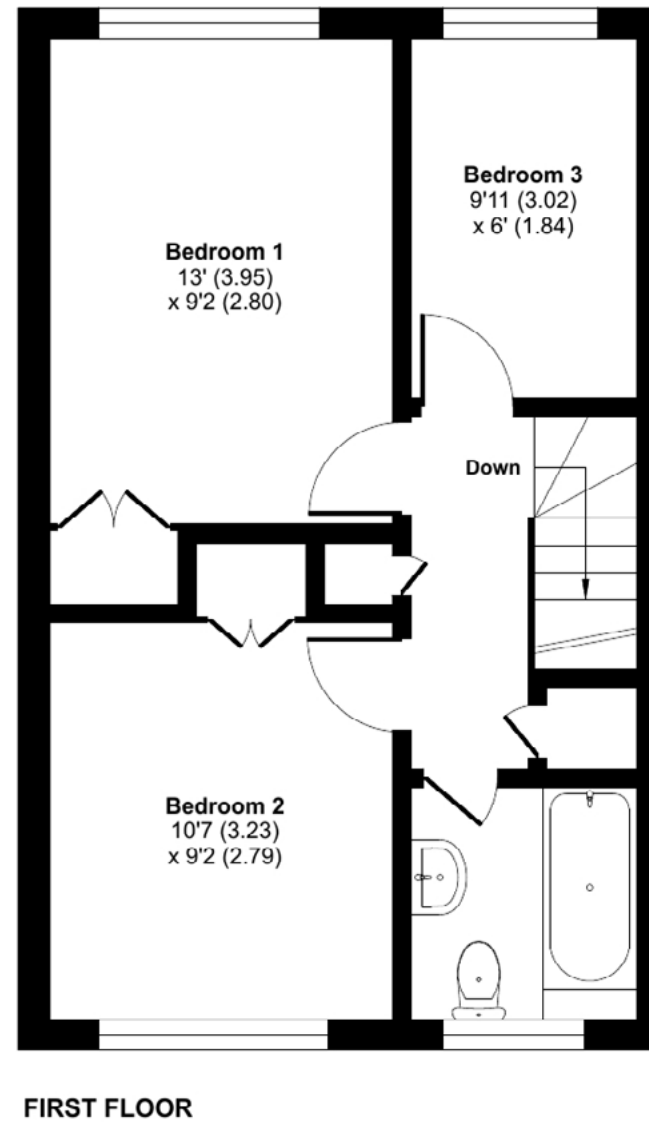 Bedroom 3
9'11 (3.02)
x 6' (1.84)
Bedroom 1
13' (3.95)
x 9'2 (2.80)
Down
Bedroom 2
10'7 (3.23)
x 9'2 (2.79)
FIRST FLOOR